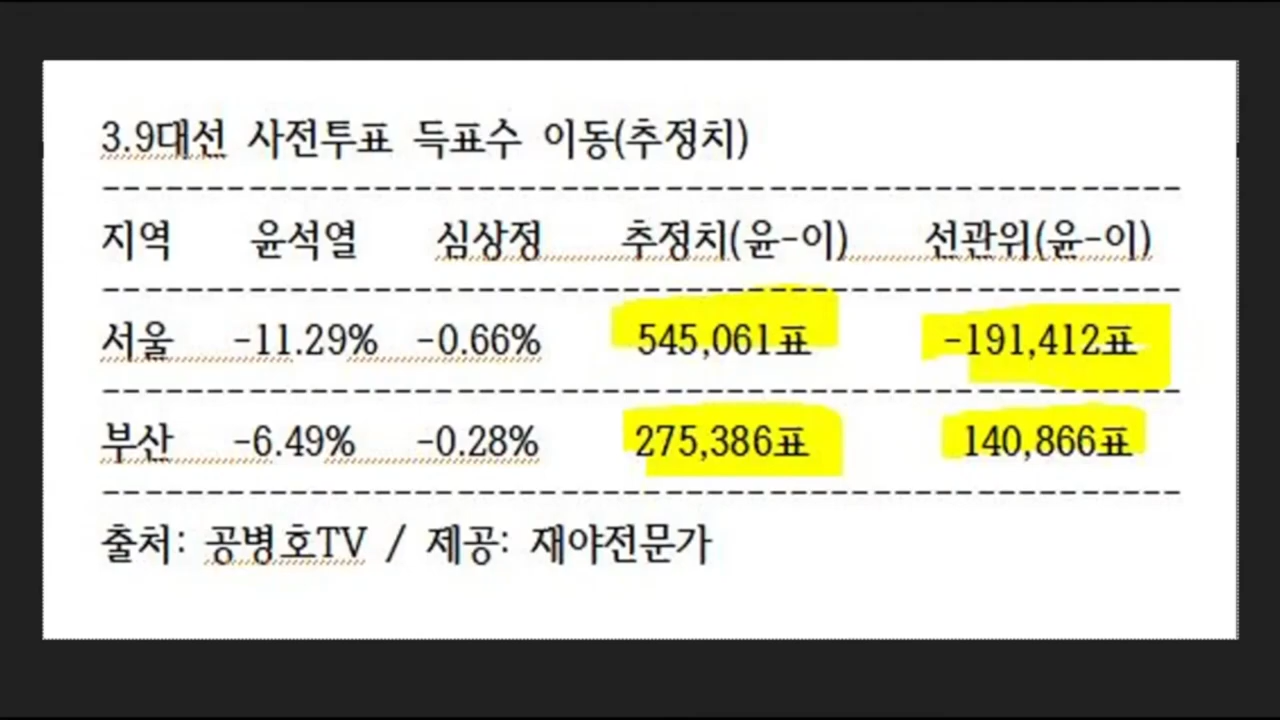 3.9대선 사전투표 득표수 이동(추정치)
지역 윤석열 심상정 추정치(윤-이) 선관위(윤-이)
서울 -11.29% -0.66% 545,061표 -191,412표
부산 -6.49% -0.28% 275,386표 140,866표
출처: 공병호TV / 제공: 재야전문가